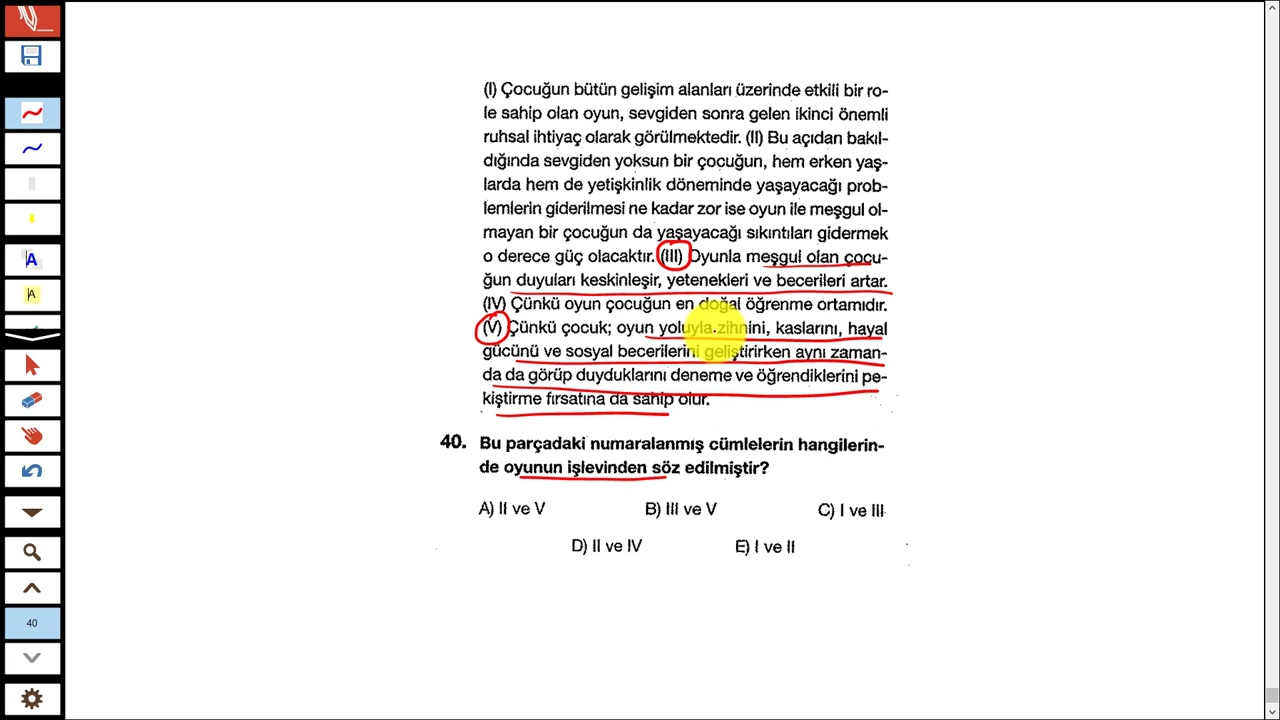 (I) Çocuğun bütün gelişim alanları üzerinde etkili bir ro-
le sahip olan oyun, sevgiden sonra gelen ikinci önemli
ruhsal ihtiyaç olarak görülmektedir. (II) Bu açıdan bakıl-
dığında sevgiden yoksun bir çocuğun, hem erken yaş-
larda hem de yetişkinlik döneminde yaşayacağı prob-
lemlerin giderilmesi ne kadar zor ise oyun ile meşgul ol-
mayan bir çocuğun da yaşayacağı sıkıntıları gidermek
o derece güç olacaktır. (III) Oyunla meşgul olan çocu-
ğun duyuları keskinleşir, yetenekleri ve becerileri artar.
(IV) Çünkü oyun çocuğun en doğal öğrenme ortamıdır.
(V) Çünkü çocuk; oyun yoluyla zihnini, kaslarını, hayal
gücünü ve sosyal becerilerini geliştirirken aynı zaman-
da da görüp duyduklarını deneme ve öğrendiklerini pe-
kiştirme fırsatına da sahip olur.
40. Bu parçadaki numaralanmış cümlelerin hangilerin-
de oyunun işlevinden söz edilmiştir?
A) II ve V B) III ve V C) I ve III
D) II ve IV E) I ve II
A
A
40